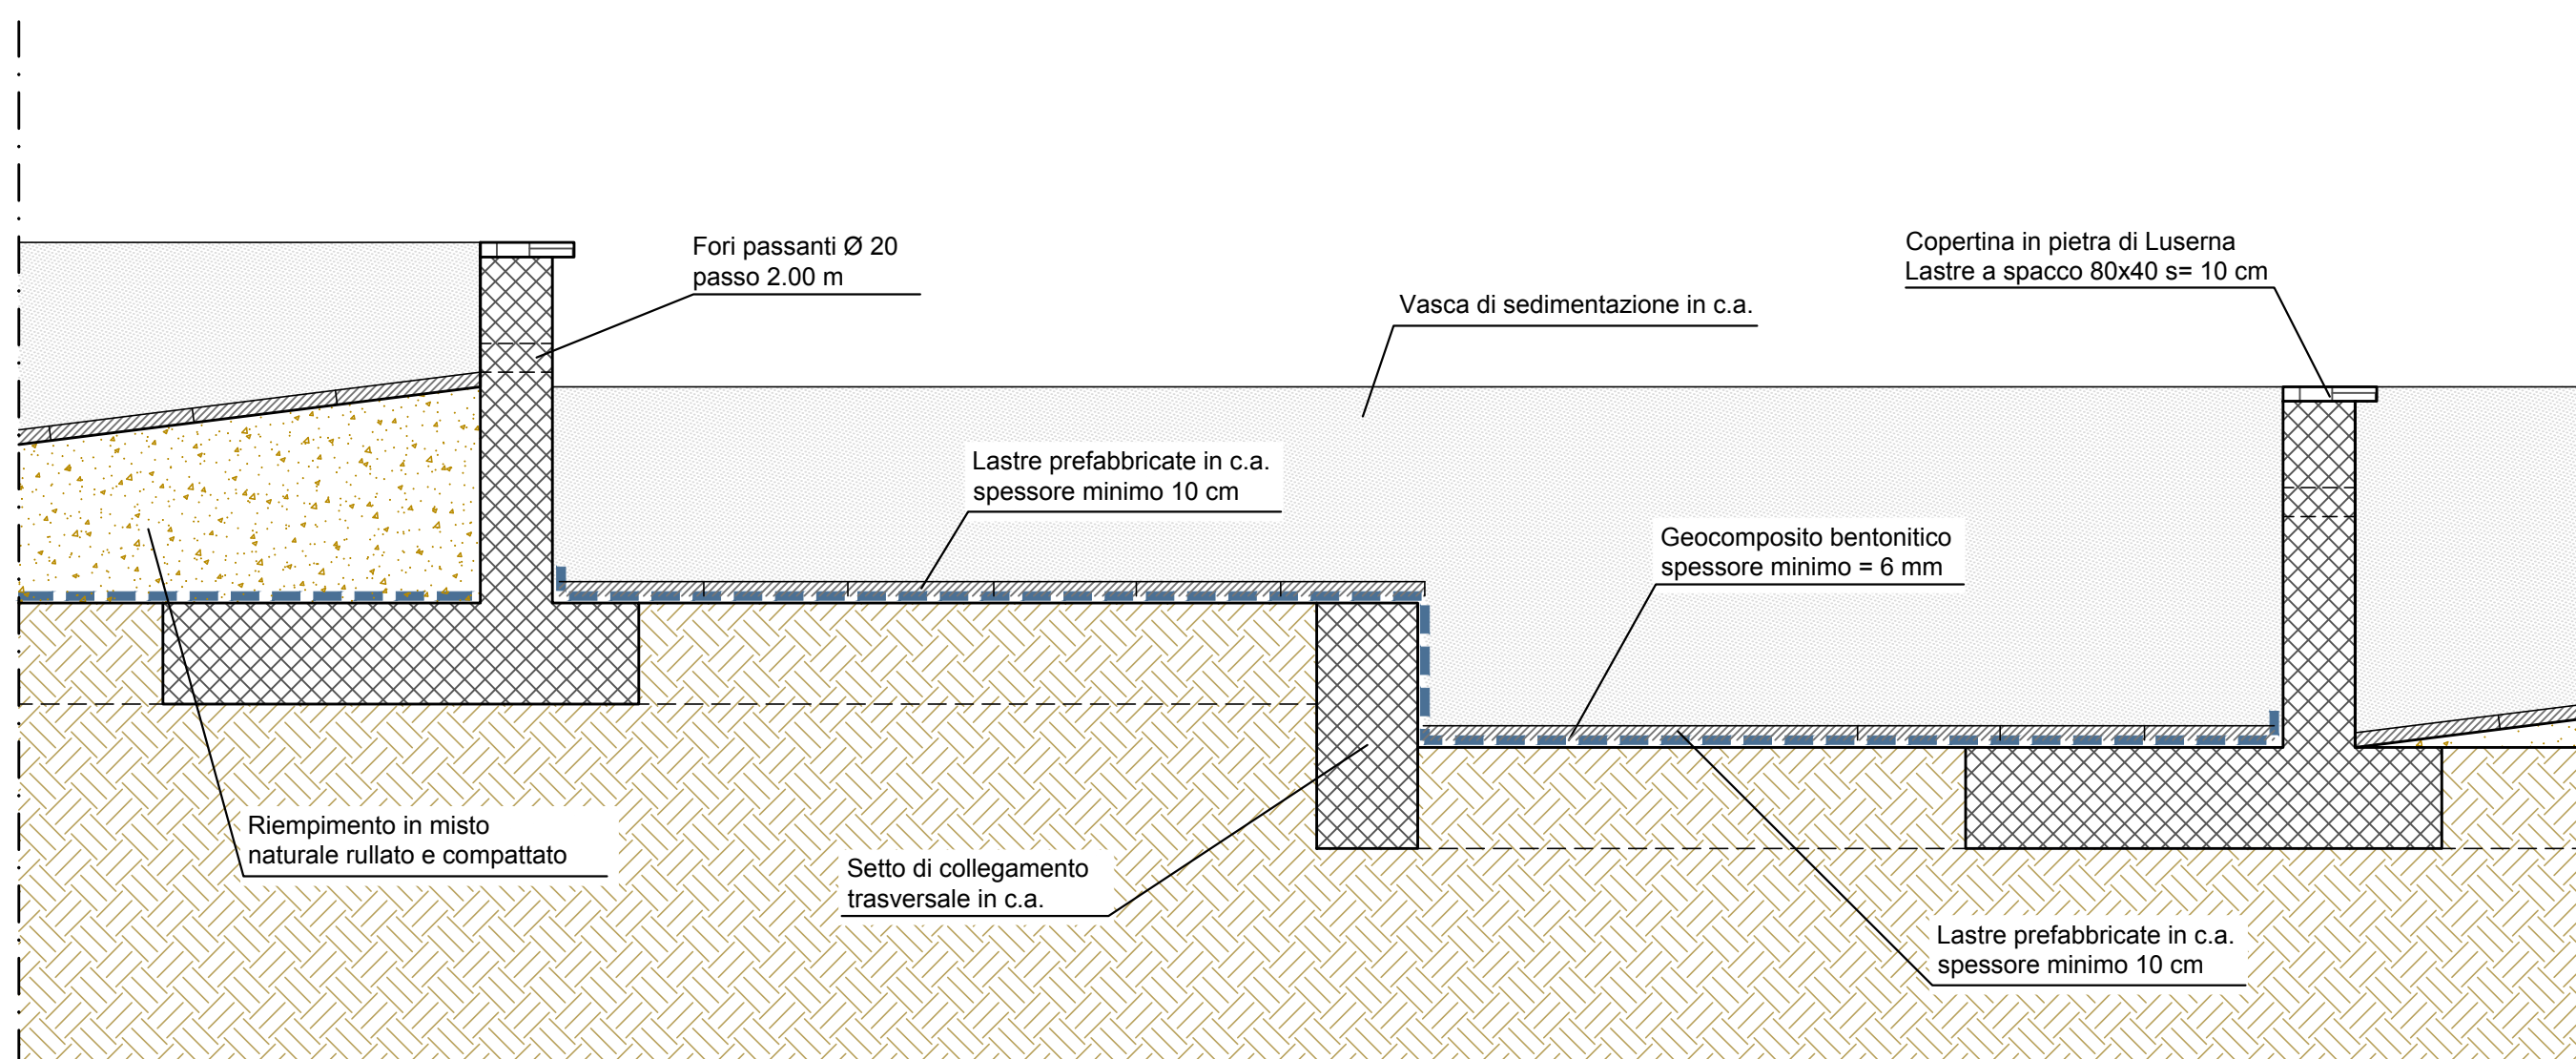 Fori passanti Ø 20
passo 2.00 m
Copertina in pietra di Luserna
Lastre a spacco 80x40 s= 10 cm
Vasca di sedimentazione in c.a.
Lastre prefabbricate in c.a.
spessore minimo 10 cm
Geocomposito bentonitico
spessore minimo = 6 mm
Riempimento in misto
naturale rullato e compattato
Setto di collegamento
trasversale in c.a.
Lastre prefabbricate in c.a.
spessore minimo 10 cm